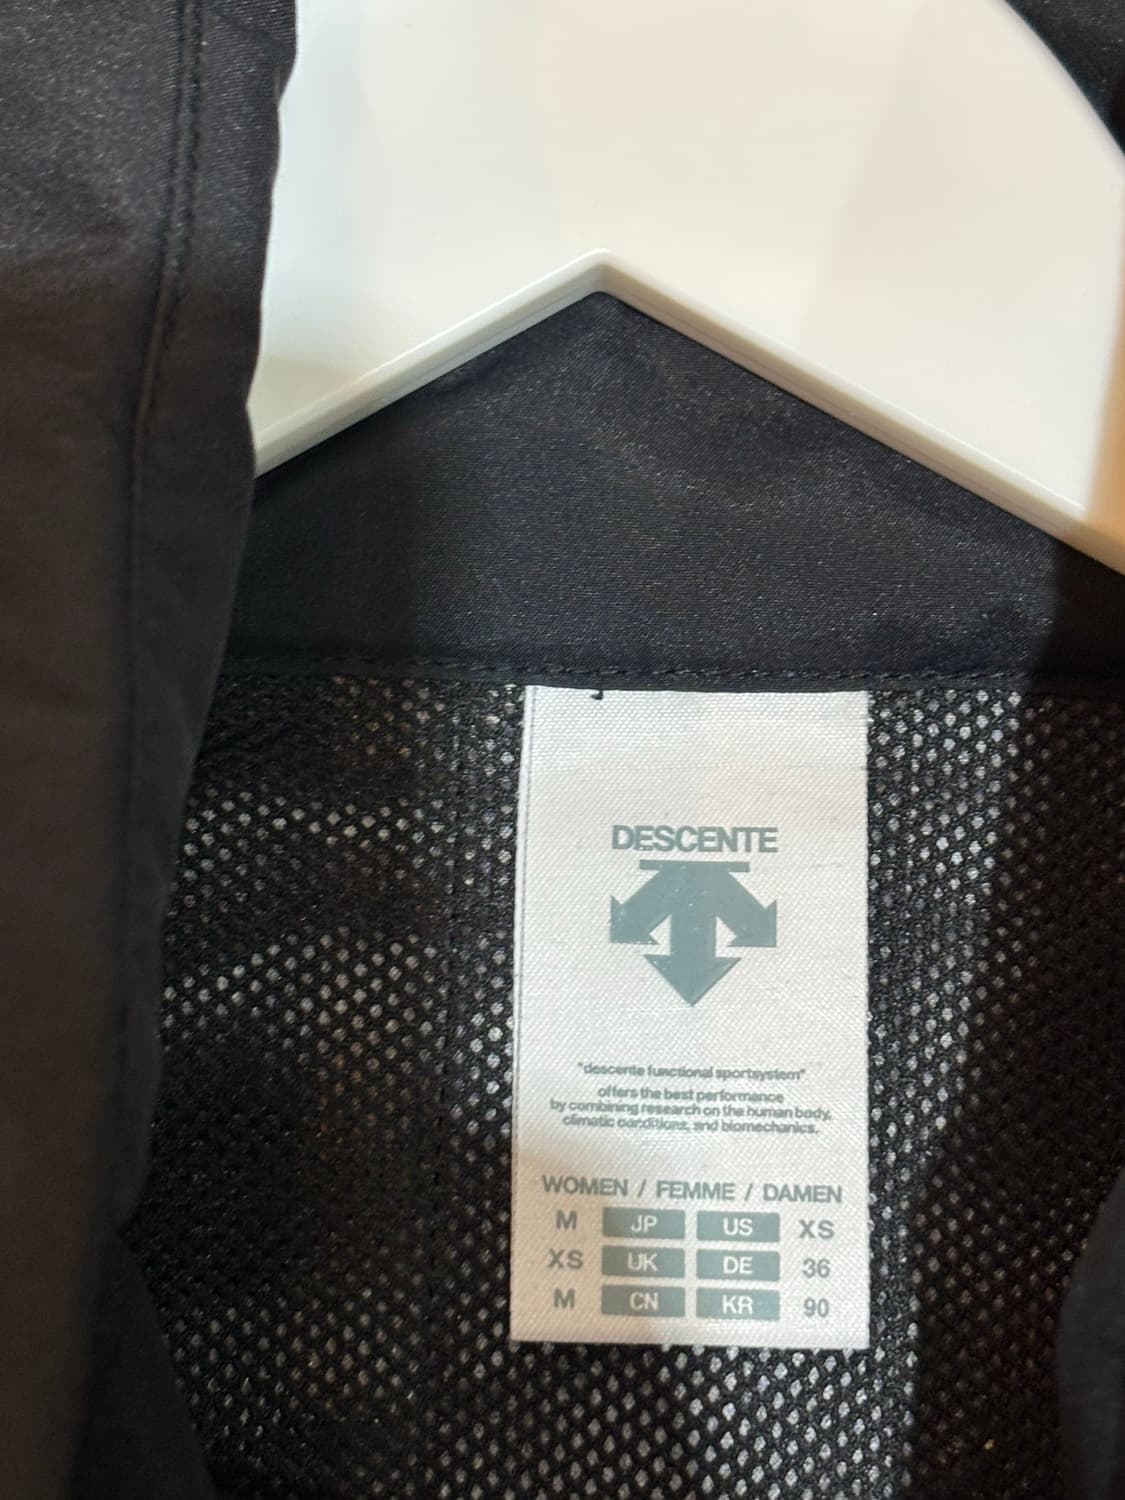 DESCENTE
"descente functional sportsystem"
offers the best performance
by combining research on the human body,
climatic conditions, and biomechanics.
WOMEN / FEMME / DAMEN
M JP US XS
XS UK DE 36
M CN KR 90